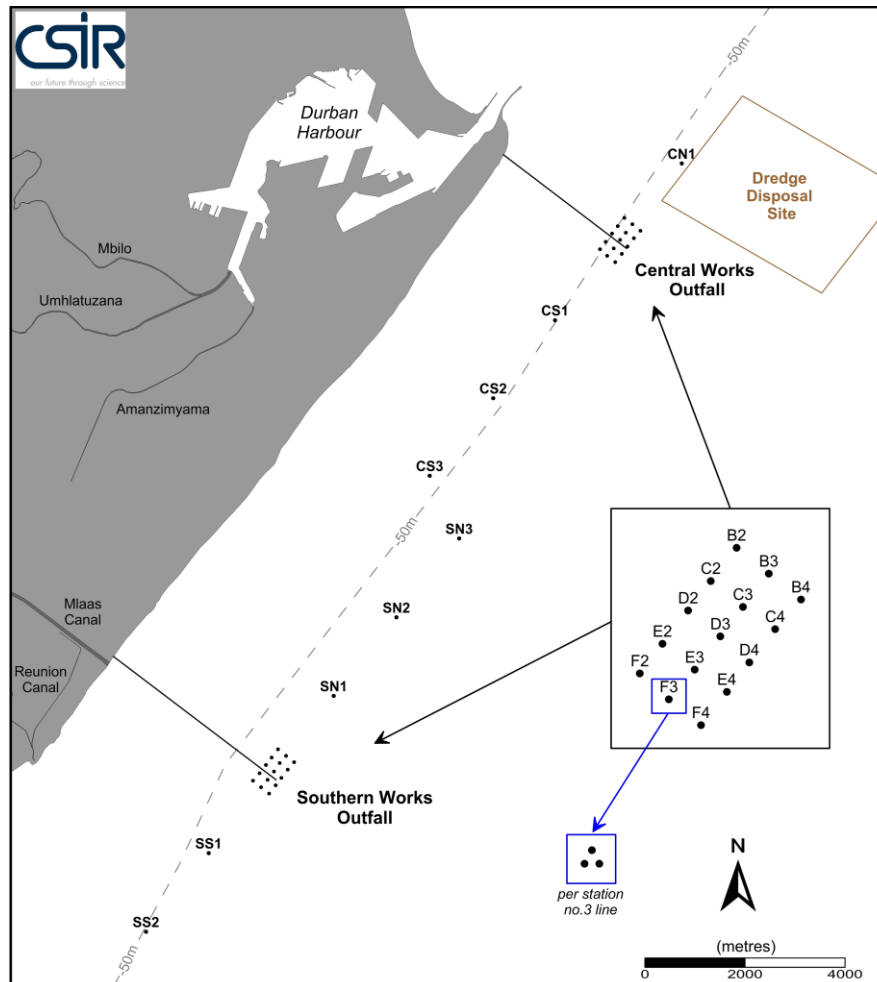 CSIR
our future through science
Durban
Harbour
-50m
CN1
Dredge
Disposal
Site
Mbilo
Central Works
Outfall
Umhlatuzana
CS1
CS2
Amanzimyama
CS3
-50m
SN3
B2
B3
C2
B4
D2
C3
C4
E2
D3
D4
F2
E3
E4
F3
F4
Mlaas
Canal
SN2
Reunion
Canal
SN1
Southern Works
Outfall
SS1
N
per station
no.3 line
SS2
-50m
(metres)
0 2000 4000